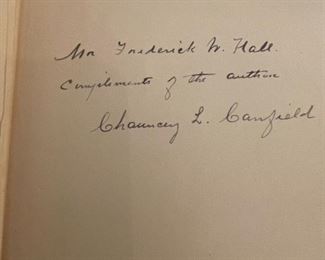 Mr Frederick W. Hall.
Compliments of the author
Chauncey L. Canfield